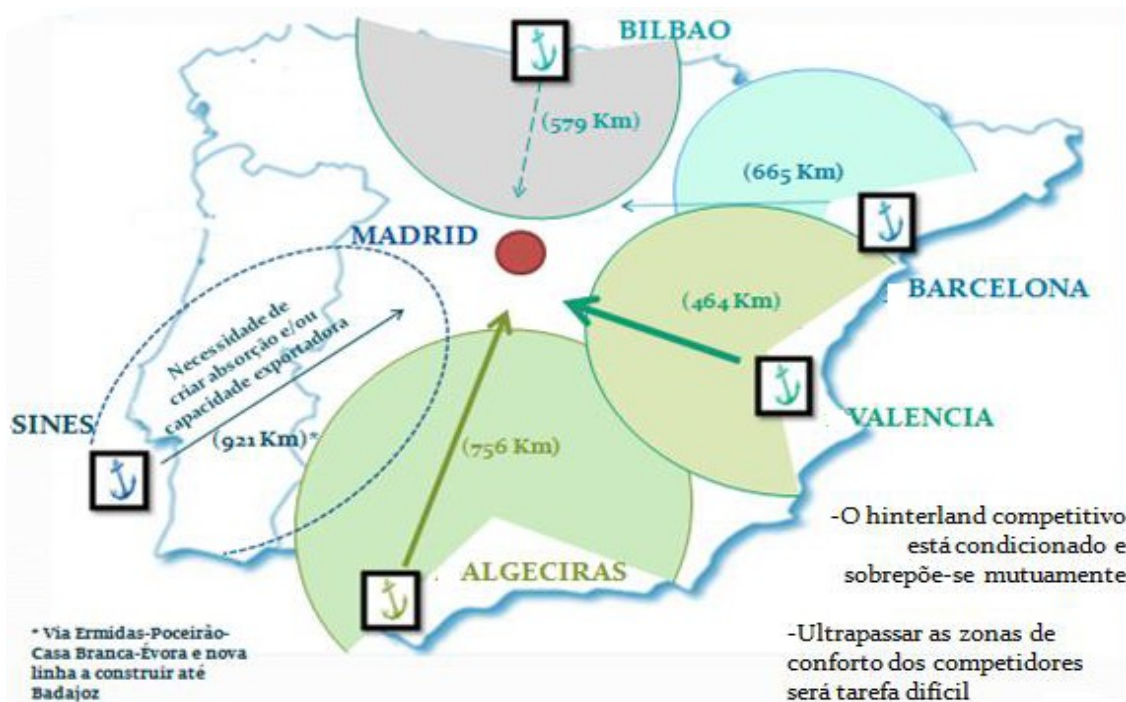 BILBAO
(579 Km)
(665 Km)
MADRID
BARCELONA
(464 Km)
Necessidade de
criar absorção e/ou
capacidade exportadora
SINES
(921 Km)*
VALENCIA
(756 Km)
ALGECIRAS
-O hinterland competitivo
está condicionado e
sobrepõe-se mutuamente
* Via Ermidas-Poceirão-
Casa Branca-Évora e nova
linha a construir até
Badajoz
-Ultrapassar as zonas de
conforto dos competidores
será tarefa difícil